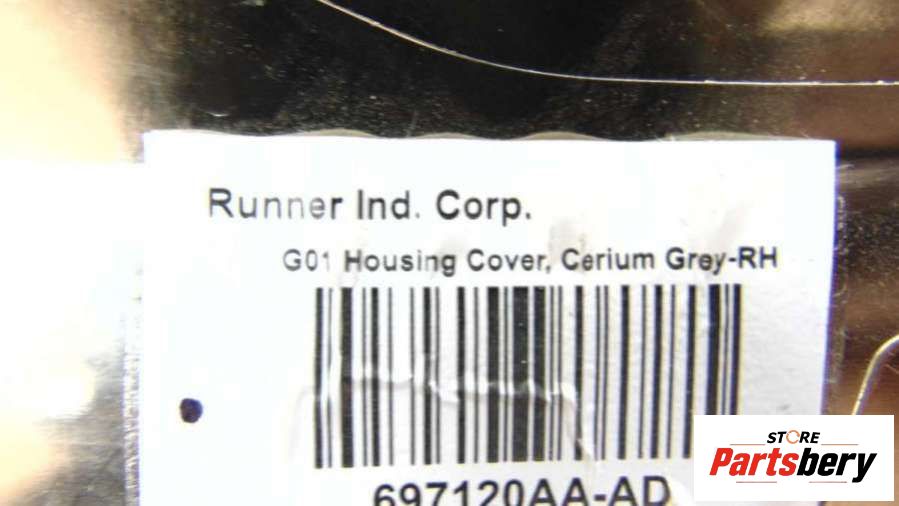 Runner Ind. Corp.
G01 Housing Cover, Cerium Grey-RH
697120AA-AD
STORE
Partsbery